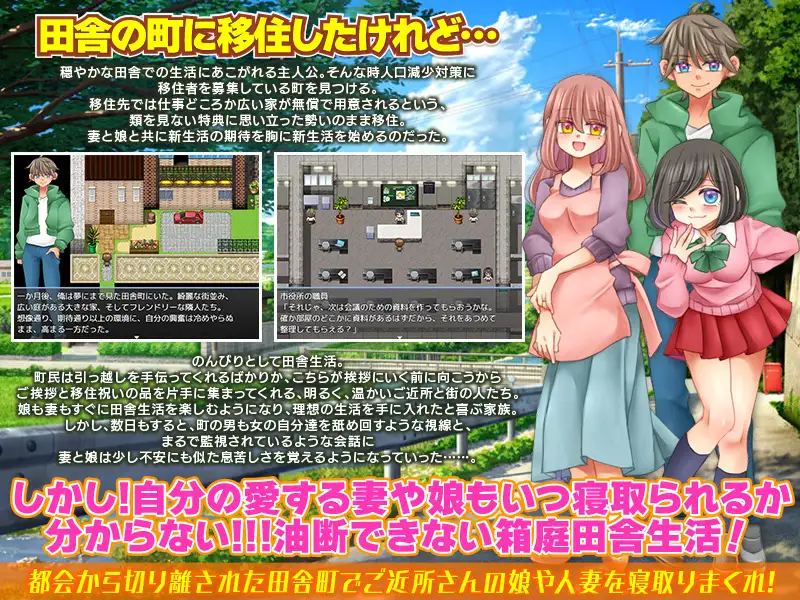 田舎の町に移住したけれど…
穏やかな田舎での生活にあこがれる主人公。そんな時人口減少対策に
移住者を募集している町を見つける。
移住先では仕事どころか広い家が無償で用意されるという、
類を見ない特典に思い立った勢いのまま移住。
妻と娘と共に新生活の期待を胸に新生活を始めるのだった。
一か月後、俺は夢にまで見た田舎町にいた。綺麗な街並み、
広い庭がある大きな家、そしてフレンドリーな隣人たち。
想像通り、期待通り以上の環境に、自分の興奮は冷めやらぬ
まま、高まる一方だった。
市役所の職員
「それじゃ、次は会議のための資料を作ってもらおうかな。
確か部屋のどこかに資料があるはずだから、それをあつめて
整理してもらえる？」
のんびりとして田舎生活。
町民は引っ越しを手伝ってくれるばかりか、こちらが挨拶にいく前に向こうから
ご挨拶と移住祝いの品を片手に集まってくれる、明るく、温かいご近所と街の人たち。
娘も妻もすぐに田舎生活を楽しむようになり、理想の生活を手に入れたと喜ぶ家族。
しかし、数日もすると、町の男も女の自分達を舐め回すような視線と、
まるで監視されているような会話に
妻と娘は少し不安にも似た息苦しさを覚えるようになっていった……。
しかし!自分の愛する妻や娘もいつ寝取られるか
分からない!!!油断できない箱庭田舎生活!
都会から切り離された田舎町でご近所さんの娘や人妻を寝取りまくれ!